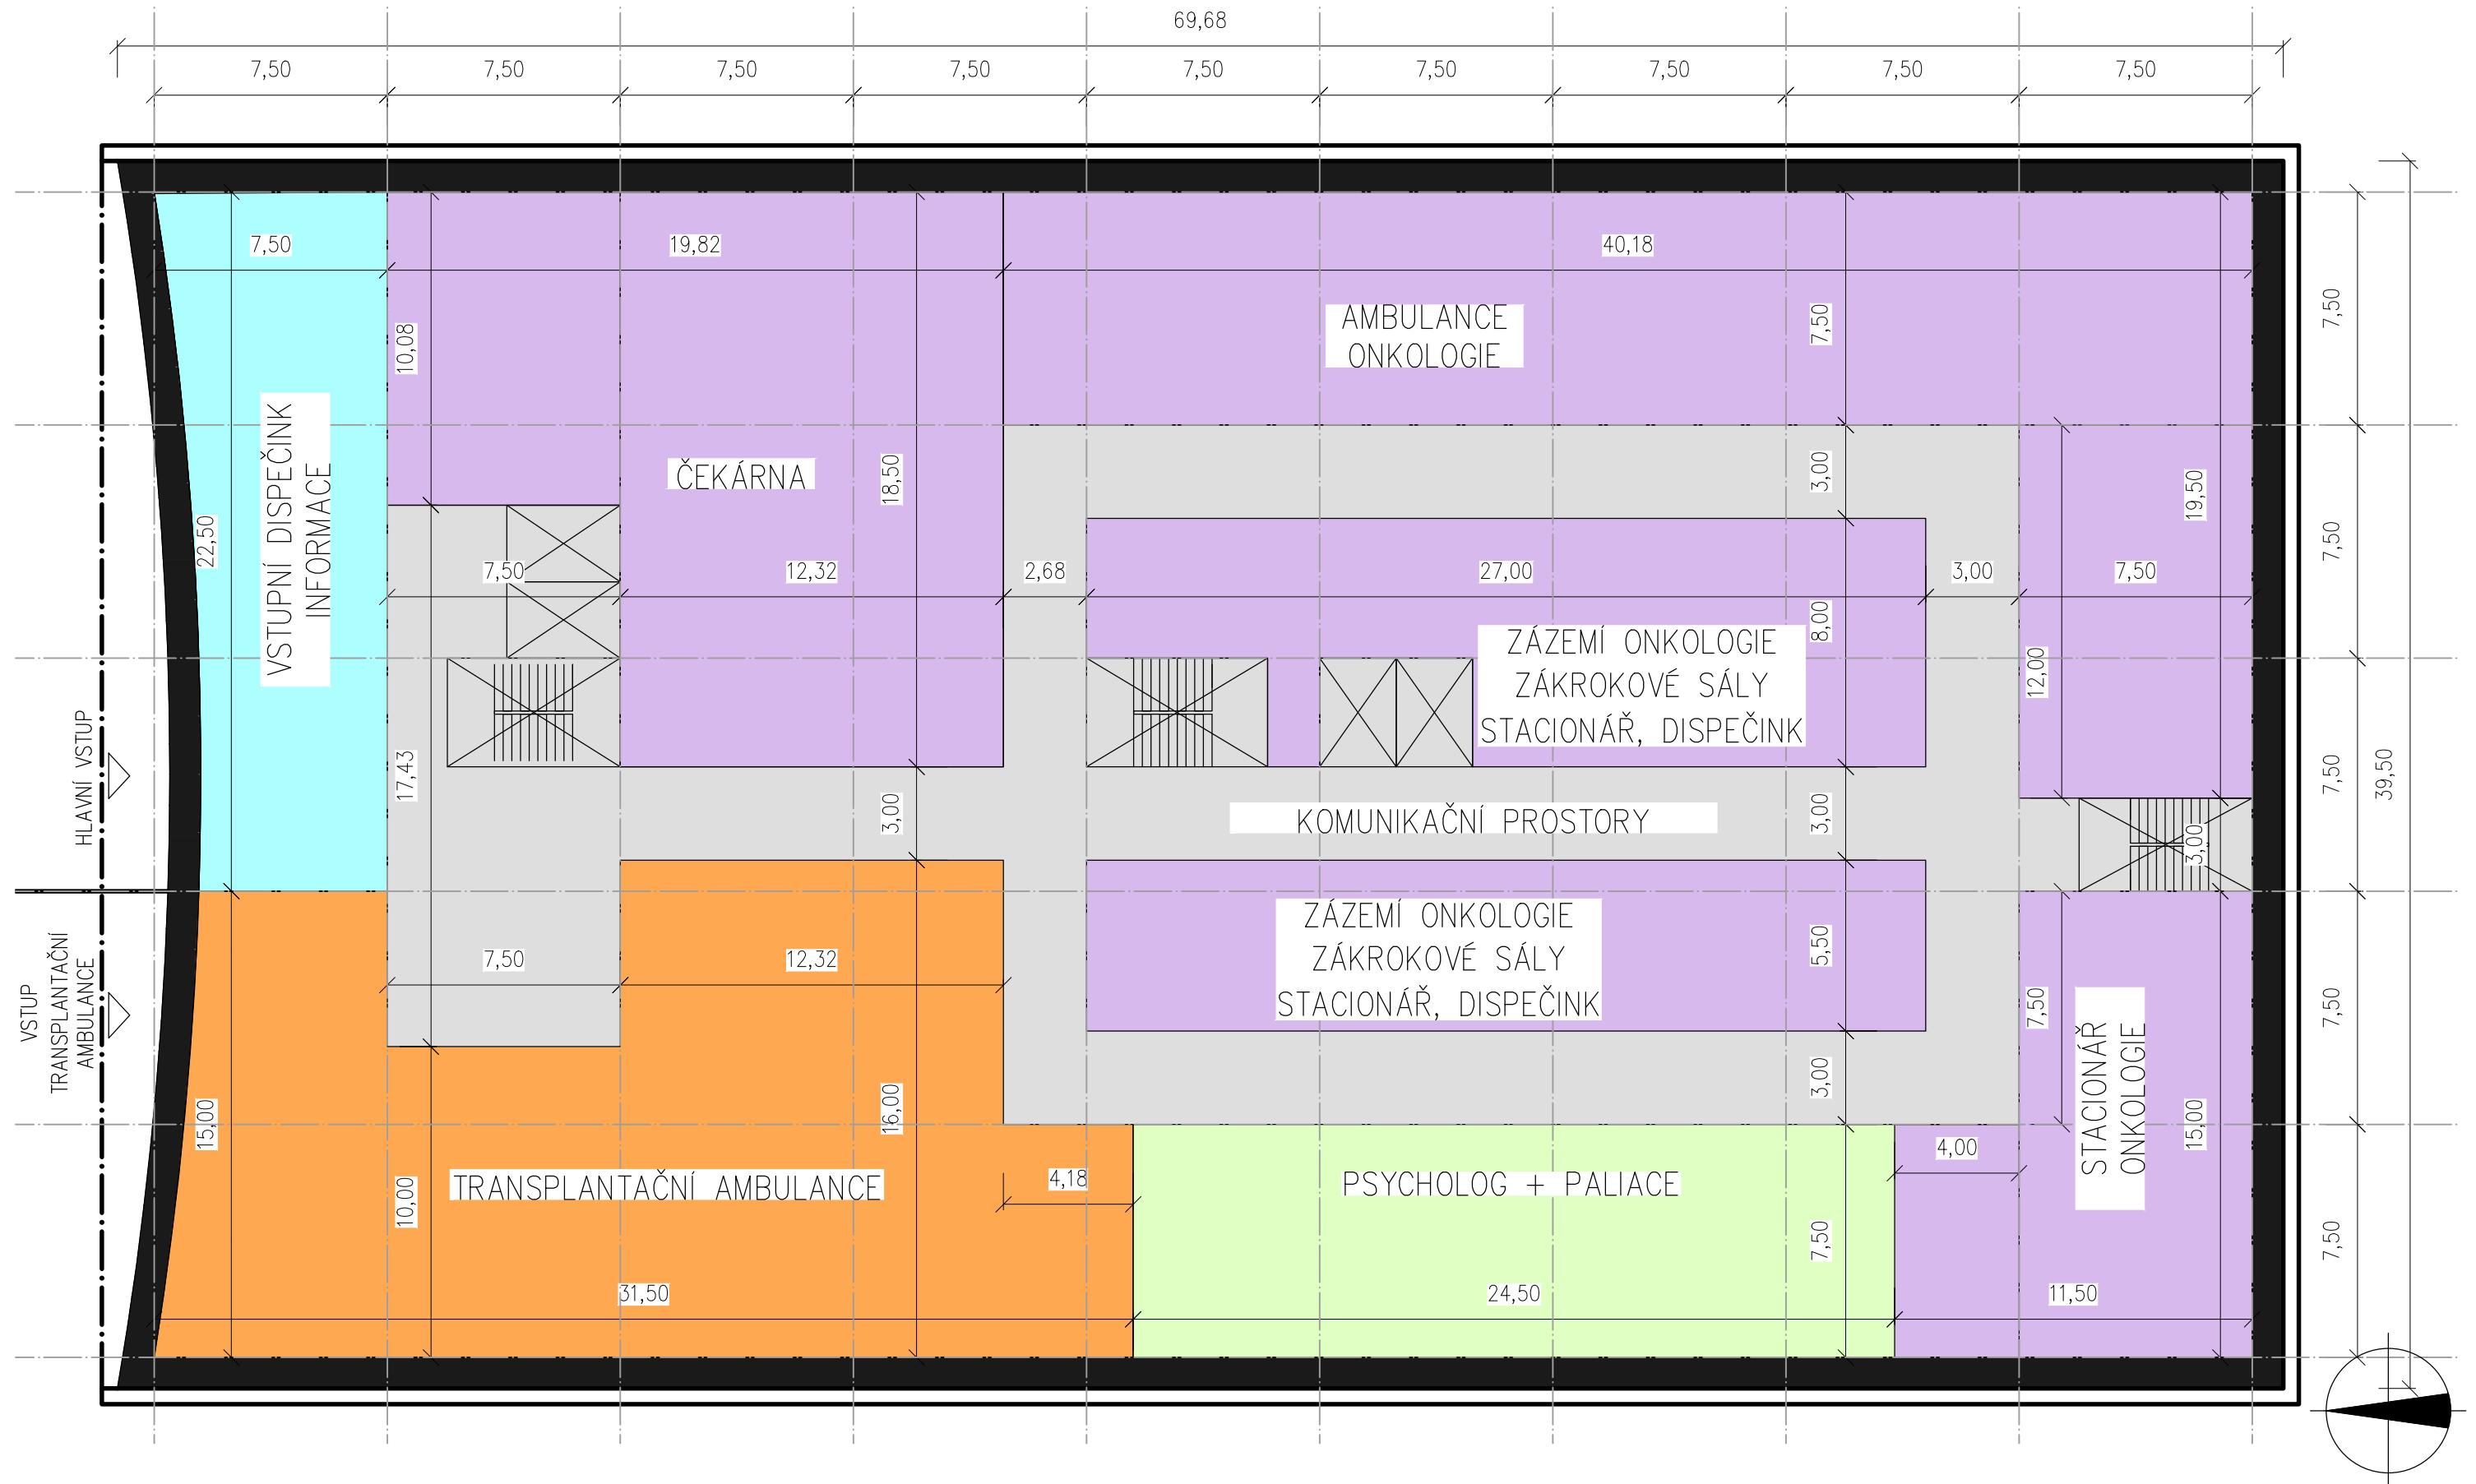 69,68
7,50
7,50
7,50
7,50
7,50
7,50
7,50
7,50
7,50
7,50
19,82
40,18
10,08
18,50
7,50
7,50
AMBULANCE
ONKOLOGIE
VSTUPNÍ DISPEČINK
INFORMACE
22,50
ČEKÁRNA
3,00
19,50
7,50
7,50
12,32
2,68
27,00
3,00
7,50
8,00
ZÁZEMÍ ONKOLOGIE
ZÁKROKOVÉ SÁLY
STACIONÁŘ, DISPEČINK
12,00
HLAVNÍ VSTUP
17,43
3,00
KOMUNIKAČNÍ PROSTORY
3,00
3,00
7,50
39,50
ZÁZEMÍ ONKOLOGIE
ZÁKROKOVÉ SÁLY
STACIONÁŘ, DISPEČINK
5,50
7,50
12,32
VSTUP
TRANSPLANTAČNÍ
AMBULANCE
7,50
7,50
STACIONÁŘ
ONKOLOGIE
15,00
16,00
3,00
15,00
4,00
TRANSPLANTAČNÍ AMBULANCE
4,18
PSYCHOLOG + PALIACE
10,00
7,50
7,50
31,50
24,50
11,50